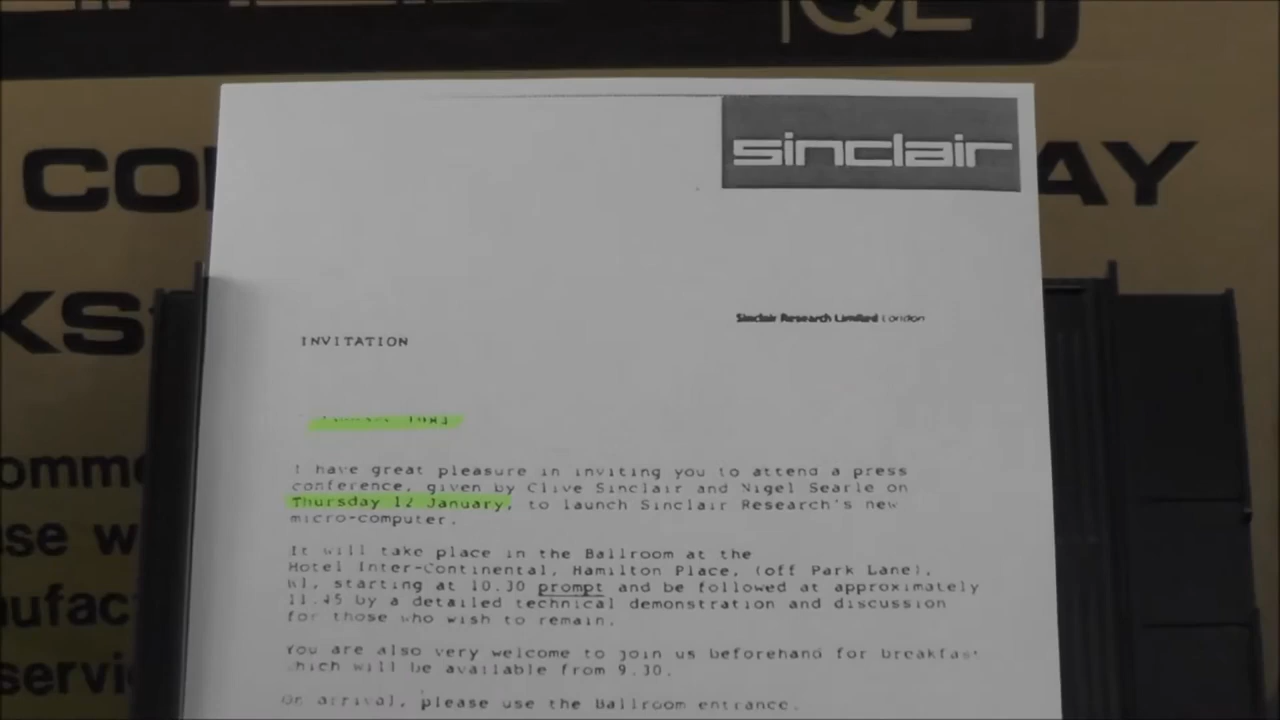 QL
CO AY
sinclair
KS
Sinclair Research Limited London
INVITATION
I have great pleasure in inviting you to attend a press
conference, given by Clive Sinclair and Nigel Searle on
Thursday 12 January, to launch Sinclair Research's new
micro-computer.
It will take place in the Ballroom at the
Hotel Inter-Continental, Hamilton Place, (off Park Lane),
W1, starting at 10.30 prompt and be followed at approximately
11.45 by a detailed technical demonstration and discussion
for those who wish to remain.
You are also very welcome to join us beforehand for breakfast
which will be available from 9.30.
On arrival, please use the Ballroom entrance.
omme
se w
nufac
servi